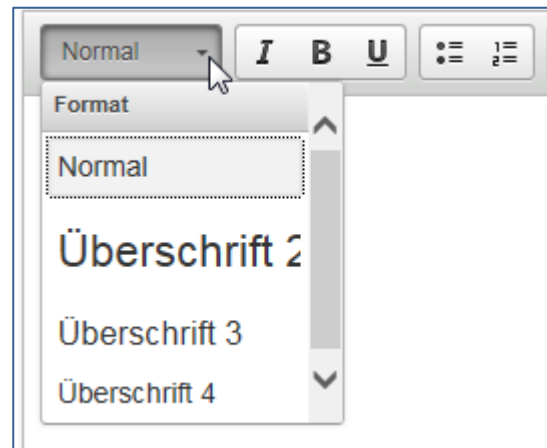 Normal I B U
Format
Normal
Überschrift 2
Überschrift 3
Überschrift 4